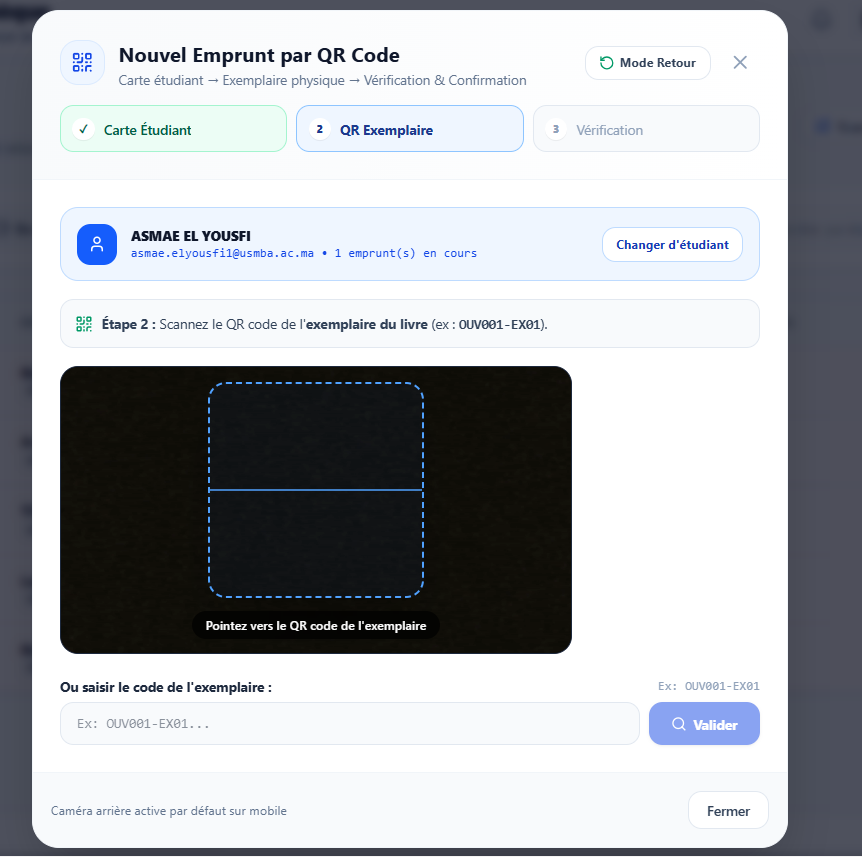 Nouvel Emprunt par QR Code
Carte étudiant → Exemplaire physique → Vérification & Confirmation
Mode Retour
✓ Carte Étudiant
2 QR Exemplaire
3 Vérification
ASMAE EL YOUSFI
asmae.elyousfi1@usmba.ac.ma • 1 emprunt(s) en cours
Changer d'étudiant
Étape 2 : Scannez le QR code de l'exemplaire du livre (ex : OUV001-EX01).
Pointez vers le QR code de l'exemplaire
Ou saisir le code de l'exemplaire :
Ex: OUV001-EX01
Ex: OUV001-EX01...
Valider
Caméra arrière active par défaut sur mobile
Fermer